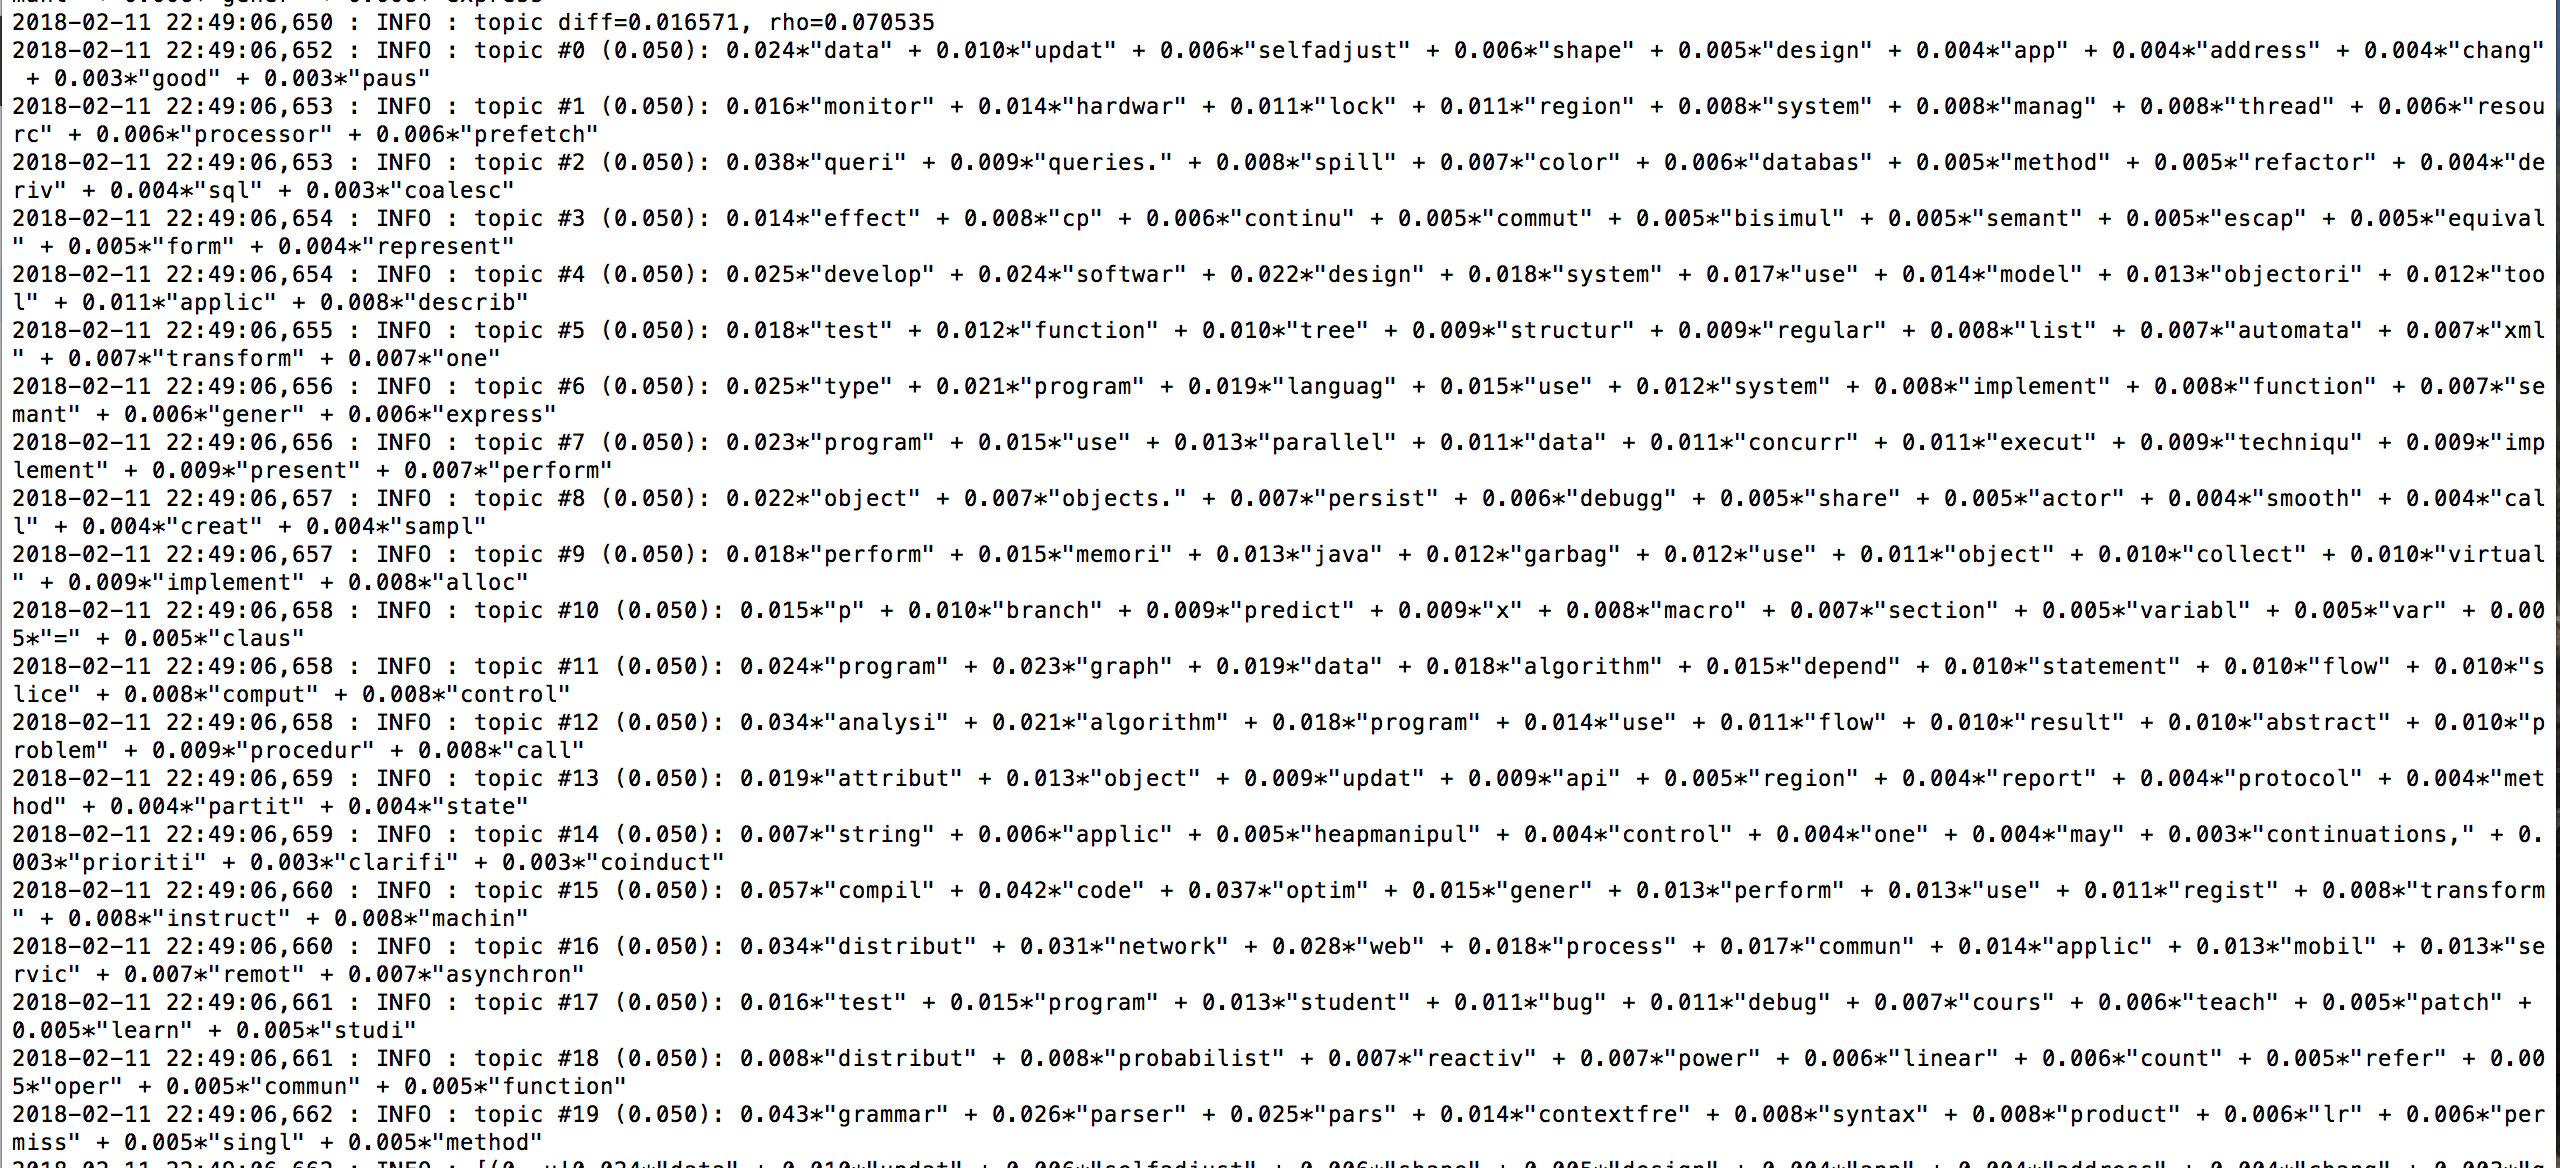 2018-02-11 22:49:06,650 : INFO : topic diff=0.016571, rho=0.070535
2018-02-11 22:49:06,652 : INFO : topic #0 (0.050): 0.024*"data" + 0.010*"updat" + 0.006*"selfadjust" + 0.006*"shape" + 0.005*"design" + 0.004*"app" + 0.004*"address" + 0.004*"chang"
 + 0.003*"good" + 0.003*"paus"
2018-02-11 22:49:06,653 : INFO : topic #1 (0.050): 0.016*"monitor" + 0.014*"hardwar" + 0.011*"lock" + 0.011*"region" + 0.008*"system" + 0.008*"manag" + 0.008*"thread" + 0.006*"resou
rc" + 0.006*"processor" + 0.006*"prefetch"
2018-02-11 22:49:06,653 : INFO : topic #2 (0.050): 0.038*"queri" + 0.009*"queries." + 0.008*"spill" + 0.007*"color" + 0.006*"databas" + 0.005*"method" + 0.005*"refactor" + 0.004*"de
riv" + 0.004*"sql" + 0.003*"coalesc"
2018-02-11 22:49:06,654 : INFO : topic #3 (0.050): 0.014*"effect" + 0.008*"cp" + 0.006*"continu" + 0.005*"commut" + 0.005*"bisimul" + 0.005*"semant" + 0.005*"escap" + 0.005*"equival
" + 0.005*"form" + 0.004*"represent"
2018-02-11 22:49:06,654 : INFO : topic #4 (0.050): 0.025*"develop" + 0.024*"softwar" + 0.022*"design" + 0.018*"system" + 0.017*"use" + 0.014*"model" + 0.013*"objectori" + 0.012*"too
l" + 0.011*"applic" + 0.008*"describ"
2018-02-11 22:49:06,655 : INFO : topic #5 (0.050): 0.018*"test" + 0.012*"function" + 0.010*"tree" + 0.009*"structur" + 0.009*"regular" + 0.008*"list" + 0.007*"automata" + 0.007*"xml
" + 0.007*"transform" + 0.007*"one"
2018-02-11 22:49:06,656 : INFO : topic #6 (0.050): 0.025*"type" + 0.021*"program" + 0.019*"languag" + 0.015*"use" + 0.012*"system" + 0.008*"implement" + 0.008*"function" + 0.007*"se
mant" + 0.006*"gener" + 0.006*"express"
2018-02-11 22:49:06,656 : INFO : topic #7 (0.050): 0.023*"program" + 0.015*"use" + 0.013*"parallel" + 0.011*"data" + 0.011*"concurr" + 0.011*"execut" + 0.009*"techniqu" + 0.009*"imp
lement" + 0.009*"present" + 0.007*"perform"
2018-02-11 22:49:06,657 : INFO : topic #8 (0.050): 0.022*"object" + 0.007*"objects." + 0.007*"persist" + 0.006*"debugg" + 0.005*"share" + 0.005*"actor" + 0.004*"smooth" + 0.004*"cal
l" + 0.004*"creat" + 0.004*"sampl"
2018-02-11 22:49:06,657 : INFO : topic #9 (0.050): 0.018*"perform" + 0.015*"memori" + 0.013*"java" + 0.012*"garbag" + 0.012*"use" + 0.011*"object" + 0.010*"collect" + 0.010*"virtual
" + 0.009*"implement" + 0.008*"alloc"
2018-02-11 22:49:06,658 : INFO : topic #10 (0.050): 0.015*"p" + 0.010*"branch" + 0.009*"predict" + 0.009*"x" + 0.008*"macro" + 0.007*"section" + 0.005*"variabl" + 0.005*"var" + 0.00
5*"=" + 0.005*"claus"
2018-02-11 22:49:06,658 : INFO : topic #11 (0.050): 0.024*"program" + 0.023*"graph" + 0.019*"data" + 0.018*"algorithm" + 0.015*"depend" + 0.010*"statement" + 0.010*"flow" + 0.010*"s
lice" + 0.008*"comput" + 0.008*"control"
2018-02-11 22:49:06,658 : INFO : topic #12 (0.050): 0.034*"analysi" + 0.021*"algorithm" + 0.018*"program" + 0.014*"use" + 0.011*"flow" + 0.010*"result" + 0.010*"abstract" + 0.010*"p
roblem" + 0.009*"procedur" + 0.008*"call"
2018-02-11 22:49:06,659 : INFO : topic #13 (0.050): 0.019*"attribut" + 0.013*"object" + 0.009*"updat" + 0.009*"api" + 0.005*"region" + 0.004*"report" + 0.004*"protocol" + 0.004*"met
hod" + 0.004*"partit" + 0.004*"state"
2018-02-11 22:49:06,659 : INFO : topic #14 (0.050): 0.007*"string" + 0.006*"applic" + 0.005*"heapmanipul" + 0.004*"control" + 0.004*"one" + 0.004*"may" + 0.003*"continuations," + 0.
003*"prioriti" + 0.003*"clarifi" + 0.003*"coinduct"
2018-02-11 22:49:06,660 : INFO : topic #15 (0.050): 0.057*"compil" + 0.042*"code" + 0.037*"optim" + 0.015*"gener" + 0.013*"perform" + 0.013*"use" + 0.011*"regist" + 0.008*"transform
" + 0.008*"instruct" + 0.008*"machin"
2018-02-11 22:49:06,660 : INFO : topic #16 (0.050): 0.034*"distribut" + 0.031*"network" + 0.028*"web" + 0.018*"process" + 0.017*"commun" + 0.014*"applic" + 0.013*"mobil" + 0.013*"se
rvic" + 0.007*"remot" + 0.007*"asynchron"
2018-02-11 22:49:06,661 : INFO : topic #17 (0.050): 0.016*"test" + 0.015*"program" + 0.013*"student" + 0.011*"bug" + 0.011*"debug" + 0.007*"cours" + 0.006*"teach" + 0.005*"patch" +
0.005*"learn" + 0.005*"studi"
2018-02-11 22:49:06,661 : INFO : topic #18 (0.050): 0.008*"distribut" + 0.008*"probabilist" + 0.007*"reactiv" + 0.007*"power" + 0.006*"linear" + 0.006*"count" + 0.005*"refer" + 0.00
5*"oper" + 0.005*"commun" + 0.005*"function"
2018-02-11 22:49:06,662 : INFO : topic #19 (0.050): 0.043*"grammar" + 0.026*"parser" + 0.025*"pars" + 0.014*"contextfre" + 0.008*"syntax" + 0.008*"product" + 0.006*"lr" + 0.006*"per
miss" + 0.005*"singl" + 0.005*"method"